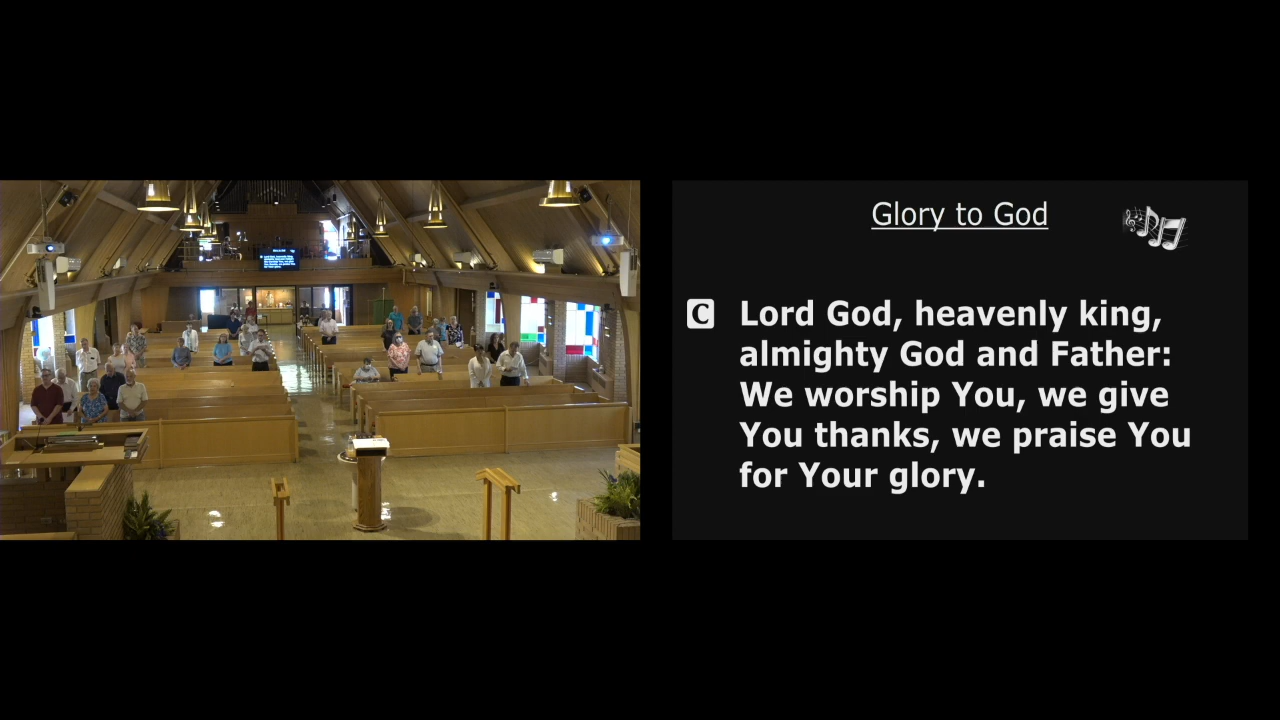 Glory to God
C Lord God, heavenly king,
almighty God and Father:
We worship You, we give
You thanks, we praise You
for Your glory.